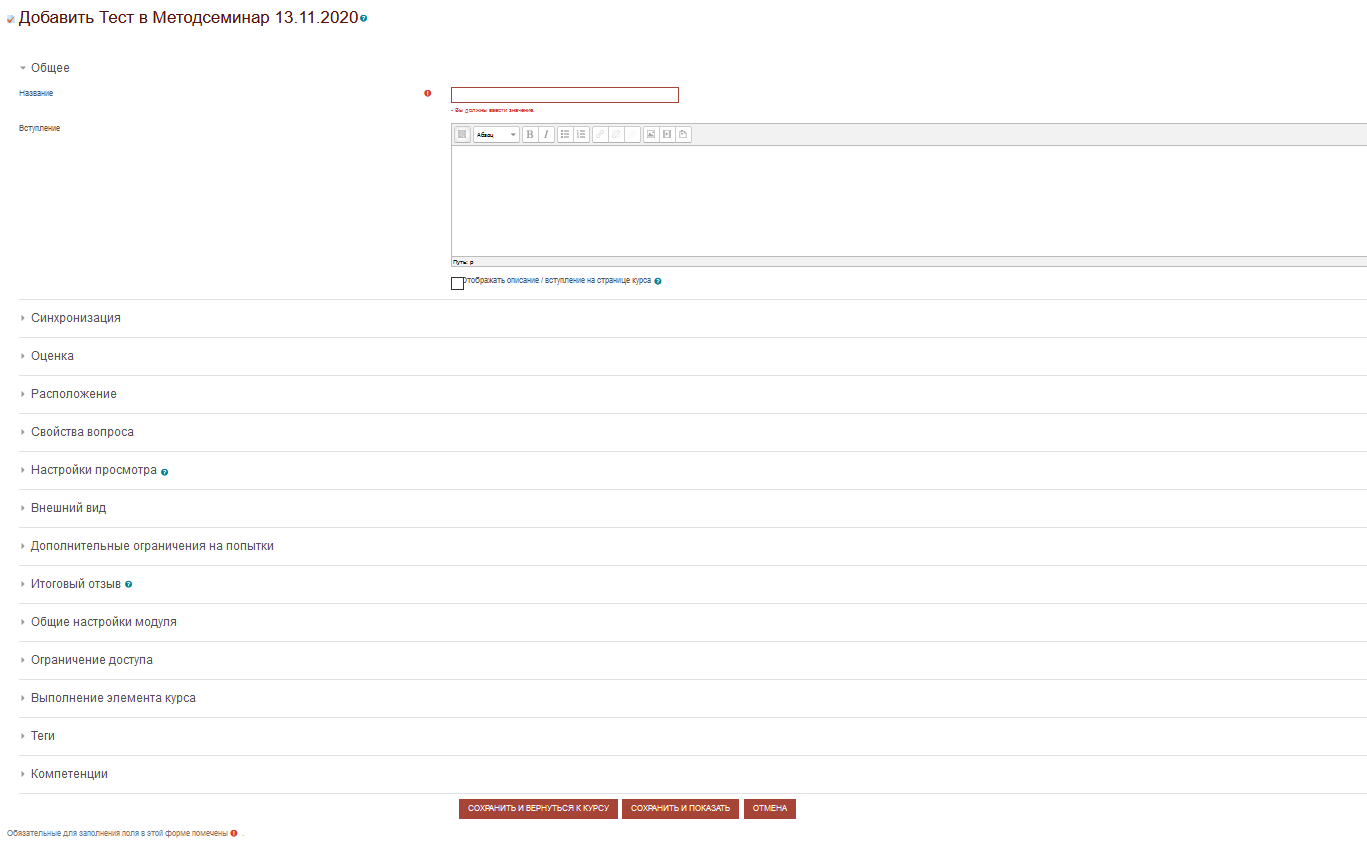 Добавить Тест в Методсеминар 13.11.2020
Общее
Название
- Вы должны ввести значение.
Вступление
Абзац
B I
Путь: p
Отображать описание / вступление на странице курса
Синхронизация
Оценка
Расположение
Свойства вопроса
Настройки просмотра
Внешний вид
Дополнительные ограничения на попытки
Итоговый отзыв
Общие настройки модуля
Ограничение доступа
Выполнение элемента курса
Теги
Компетенции
СОХРАНИТЬ И ВЕРНУТЬСЯ К КУРСУ СОХРАНИТЬ И ПОКАЗАТЬ ОТМЕНА
Обязательные для заполнения поля в этой форме помечены .